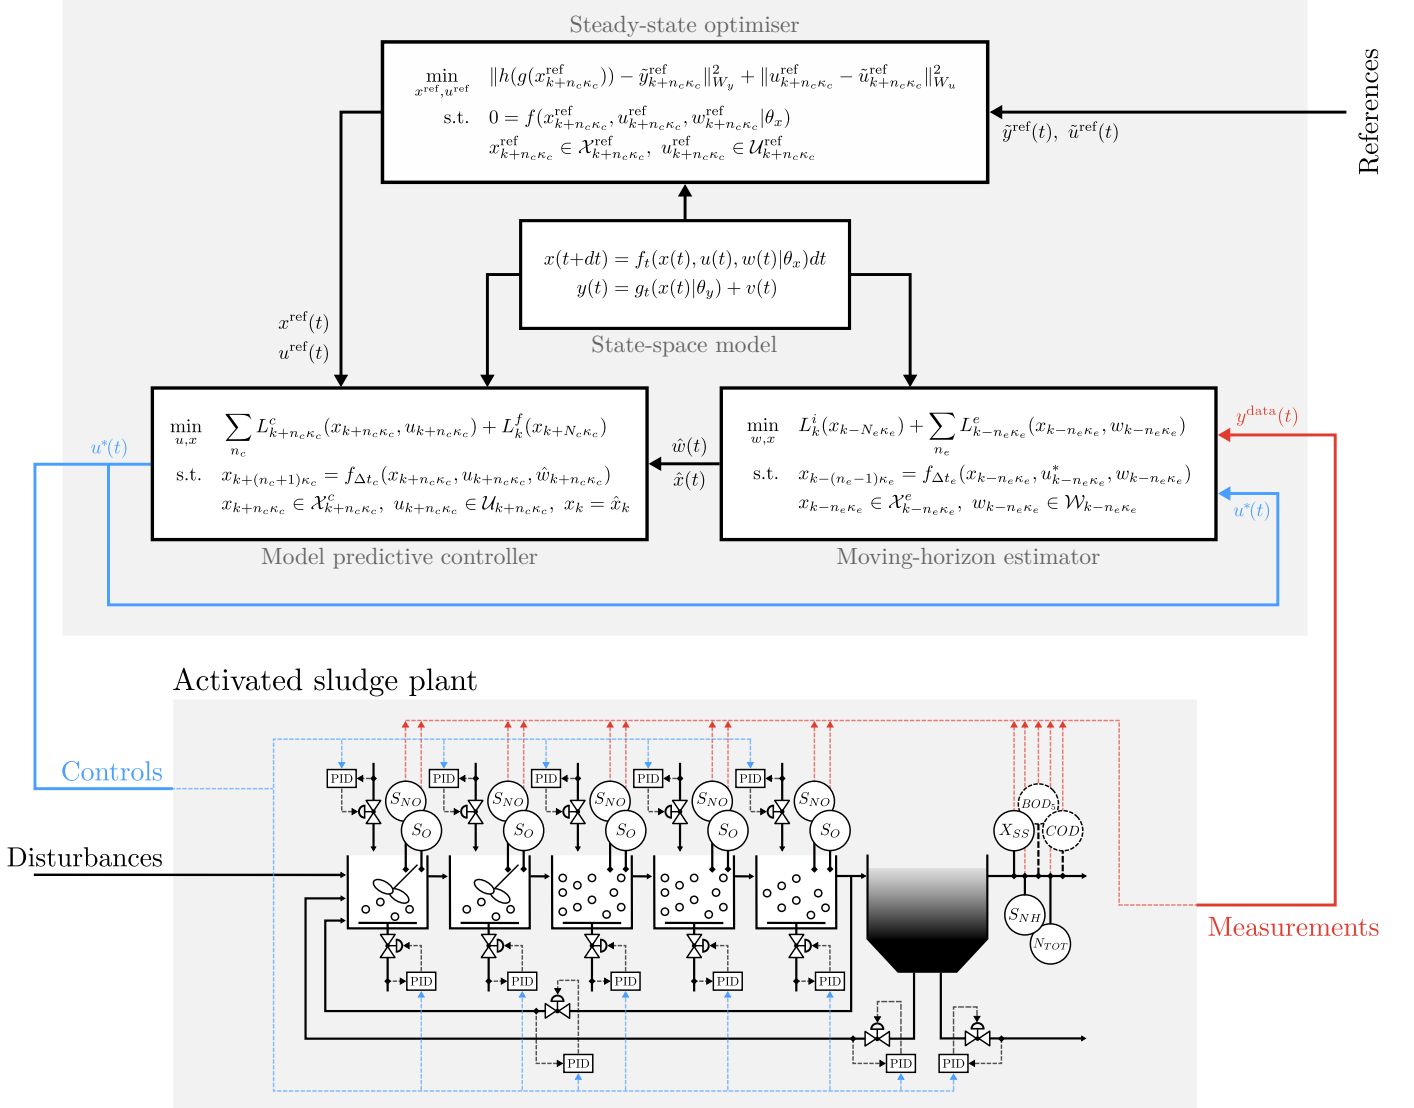 Steady-state optimiser
min ‖h(g(x^ref_{k+n_cκ_c})) − ỹ^ref_{k+n_cκ_c}‖²_{W_y} + ‖u^ref_{k+n_cκ_c} − ũ^ref_{k+n_cκ_c}‖²_{W_u}
x^ref,u^ref
s.t. 0 = f(x^ref_{k+n_cκ_c}, u^ref_{k+n_cκ_c}, w^ref_{k+n_cκ_c}|θ_x)
x^ref_{k+n_cκ_c} ∈ 𝒳^ref_{k+n_cκ_c}, u^ref_{k+n_cκ_c} ∈ 𝒰^ref_{k+n_cκ_c}
References
ỹ^ref(t), ũ^ref(t)
x(t+dt) = f_t(x(t), u(t), w(t)|θ_x)dt
y(t) = g_t(x(t)|θ_y) + v(t)
State-space model
x^ref(t)
u^ref(t)
min ∑ L^c_{k+n_cκ_c}(x_{k+n_cκ_c}, u_{k+n_cκ_c}) + L^f_k(x_{k+N_cκ_c})
u,x n_c
s.t. x_{k+(n_c+1)κ_c} = f_{Δt_c}(x_{k+n_cκ_c}, u_{k+n_cκ_c}, ŵ_{k+n_cκ_c})
x_{k+n_cκ_c} ∈ 𝒳^c_{k+n_cκ_c}, u_{k+n_cκ_c} ∈ 𝒰_{k+n_cκ_c}, x_k = x̂_k
Model predictive controller
u*(t)
ŵ(t)
x̂(t)
min L^i_k(x_{k−N_eκ_e}) + ∑ L^e_{k−n_eκ_e}(x_{k−n_eκ_e}, w_{k−n_eκ_e})
w,x n_e
s.t. x_{k−(n_e−1)κ_e} = f_{Δt_e}(x_{k−n_eκ_e}, u*_{k−n_eκ_e}, w_{k−n_eκ_e})
x_{k−n_eκ_e} ∈ 𝒳^e_{k−n_eκ_e}, w_{k−n_eκ_e} ∈ 𝒲_{k−n_eκ_e}
Moving-horizon estimator
y^data(t)
u*(t)
Activated sludge plant
Controls
Disturbances
Measurements
PID PID PID PID PID
S_NO S_NO S_NO S_NO S_NO
S_O S_O S_O S_O S_O
BOD_5
X_SS COD
S_NH
N_TOT
PID PID PID PID PID
PID PID PID